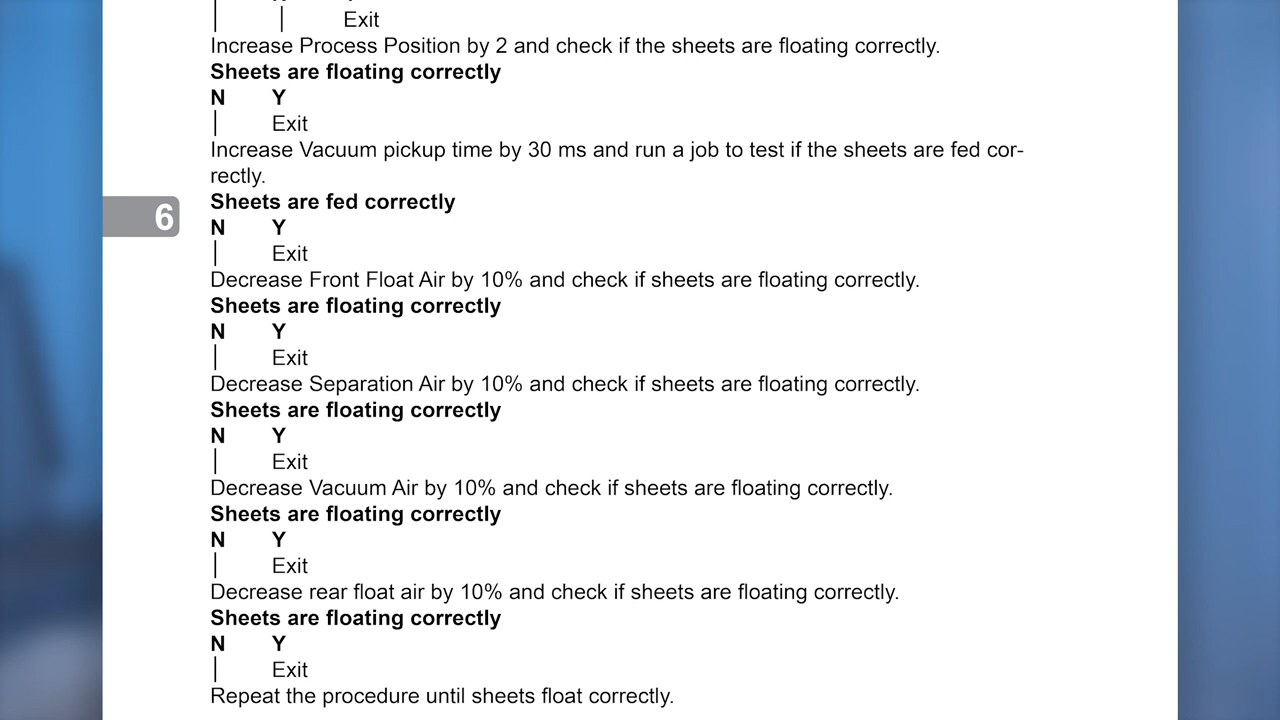 Exit
Increase Process Position by 2 and check if the sheets are floating correctly.
Sheets are floating correctly
N Y
Exit
Increase Vacuum pickup time by 30 ms and run a job to test if the sheets are fed cor-
rectly.
Sheets are fed correctly
6
N Y
Exit
Decrease Front Float Air by 10% and check if sheets are floating correctly.
Sheets are floating correctly
N Y
Exit
Decrease Separation Air by 10% and check if sheets are floating correctly.
Sheets are floating correctly
N Y
Exit
Decrease Vacuum Air by 10% and check if sheets are floating correctly.
Sheets are floating correctly
N Y
Exit
Decrease rear float air by 10% and check if sheets are floating correctly.
Sheets are floating correctly
N Y
Exit
Repeat the procedure until sheets float correctly.